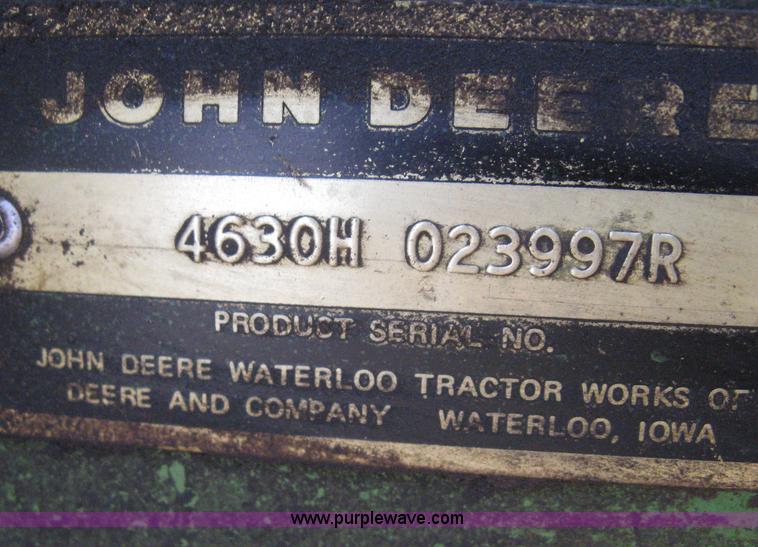 JOHN DEERE
4630H 023997R
PRODUCT SERIAL NO.
JOHN DEERE WATERLOO TRACTOR WORKS OF
DEERE AND COMPANY WATERLOO, IOWA
www.purplewave.com